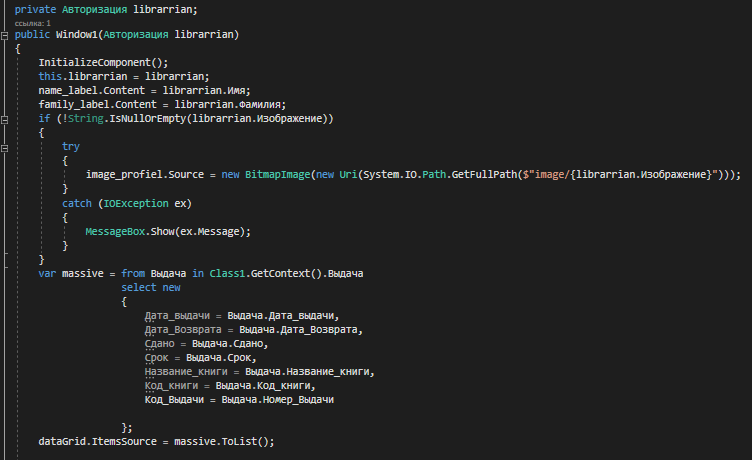 private Авторизация librarrian;
ссылка: 1
public Window1(Авторизация librarrian)
{
InitializeComponent();
this.librarrian = librarrian;
name_label.Content = librarrian.Имя;
family_label.Content = librarrian.Фамилия;
if (!String.IsNullOrEmpty(librarrian.Изображение))
{
try
{
image_profiel.Source = new BitmapImage(new Uri(System.IO.Path.GetFullPath($"image/{librarrian.Изображение}")));
}
catch (IOException ex)
{
MessageBox.Show(ex.Message);
}
}
var massive = from Выдача in Class1.GetContext().Выдача
select new
{
Дата_выдачи = Выдача.Дата_выдачи,
Дата_Возврата = Выдача.Дата_Возврата,
Сдано = Выдача.Сдано,
Срок = Выдача.Срок,
Название_книги = Выдача.Название_книги,
Код_книги = Выдача.Код_книги,
Код_Выдачи = Выдача.Номер_Выдачи
};
dataGrid.ItemsSource = massive.ToList();